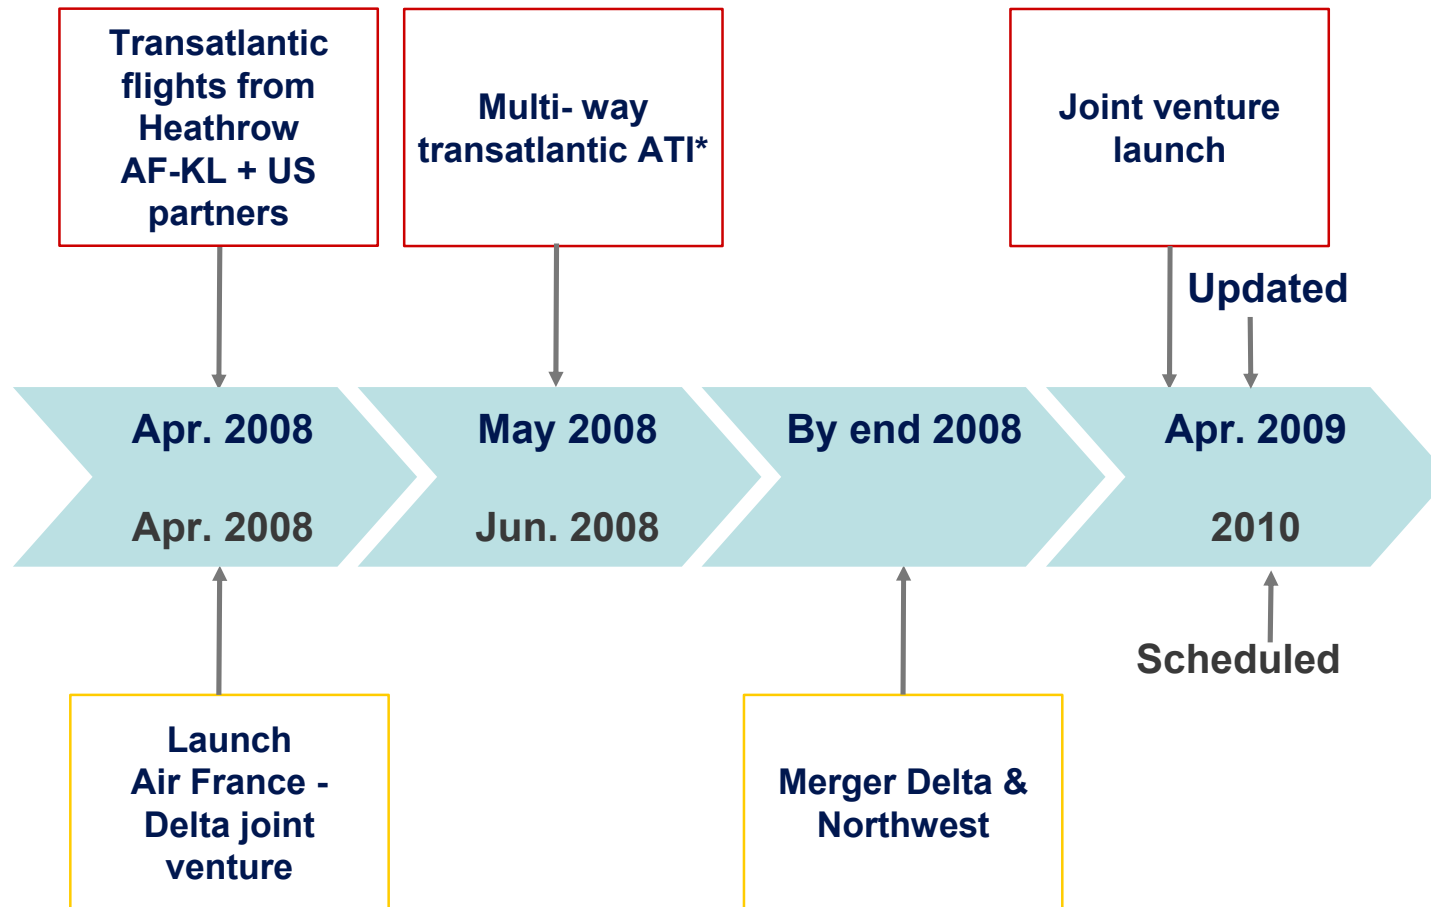 Transatlantic
flights from
Heathrow
AF-KL + US
partners
Multi- way
transatlantic ATI*
Joint venture
launch
Updated
Apr. 2008
May 2008
By end 2008
Apr. 2009
Apr. 2008
Jun. 2008
2010
Scheduled
Launch
Air France -
Delta joint
venture
Merger Delta &
Northwest